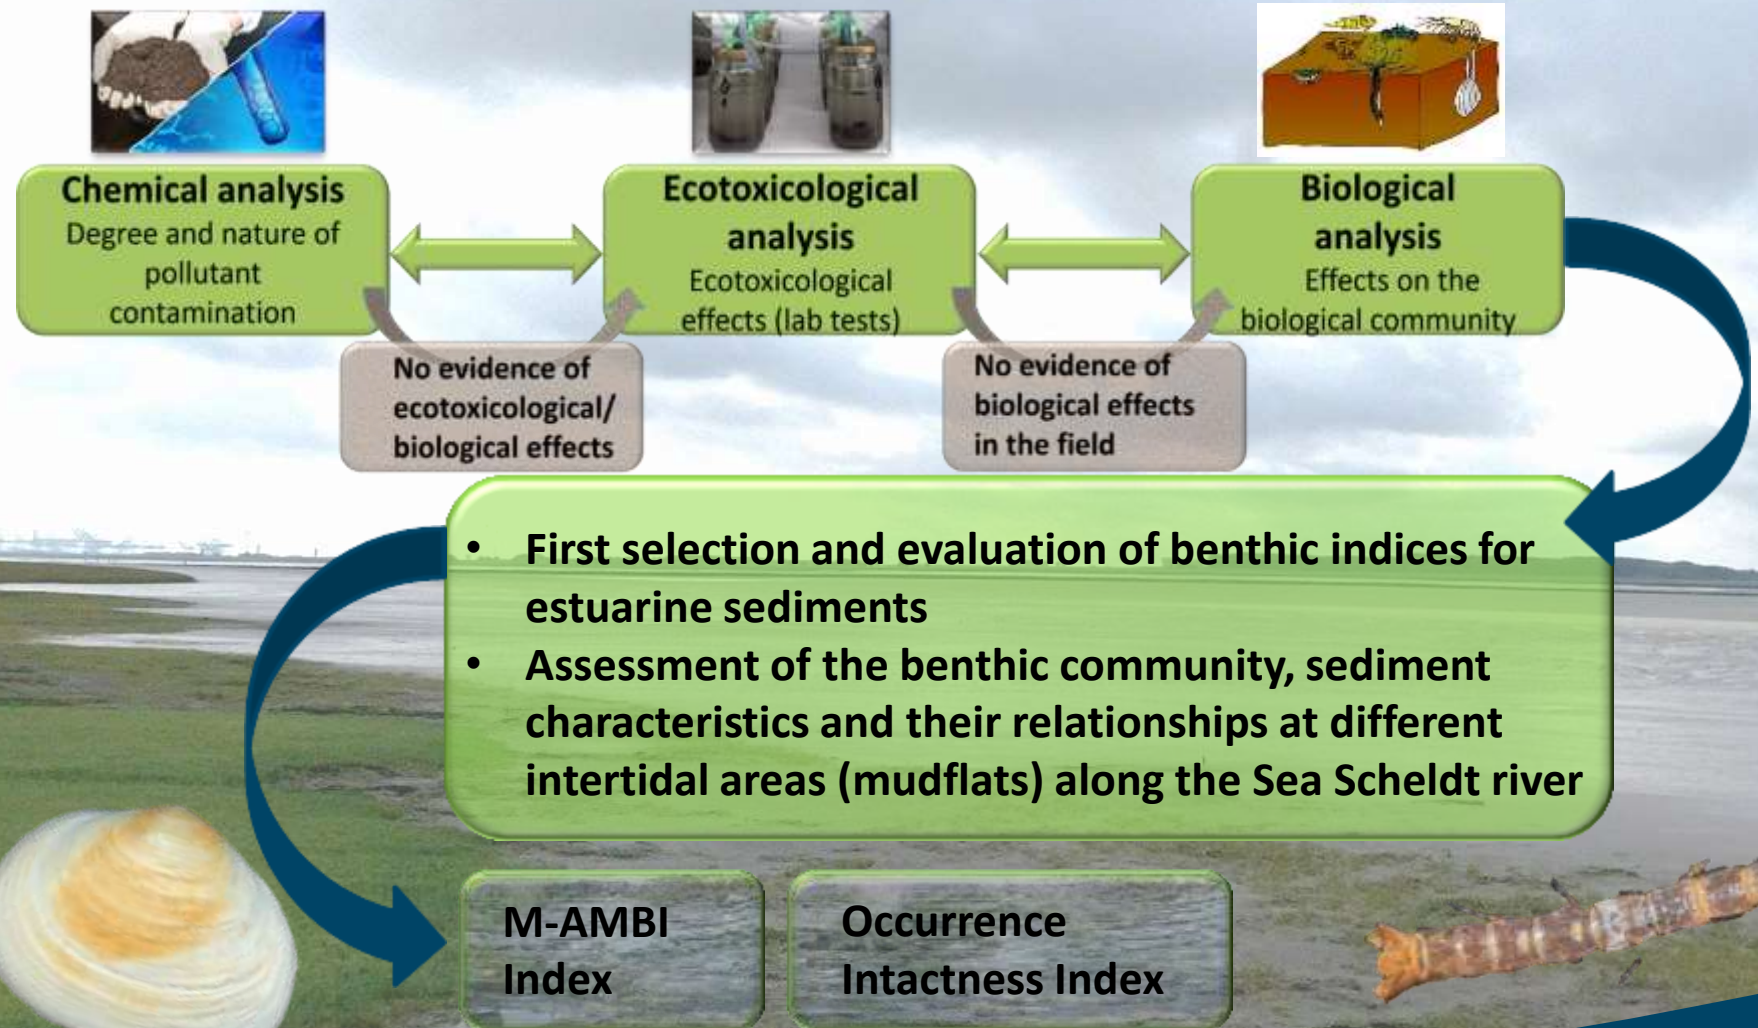 Chemical analysis
Degree and nature of
pollutant
contamination
Ecotoxicological
analysis
Ecotoxicological
effects (lab tests)
Biological
analysis
Effects on the
biological community
No evidence of
ecotoxicological/
biological effects
No evidence of
biological effects
in the field
• First selection and evaluation of benthic indices for
estuarine sediments
• Assessment of the benthic community, sediment
characteristics and their relationships at different
intertidal areas (mudflats) along the Sea Scheldt river
M-AMBI
Index
Occurrence
Intactness Index